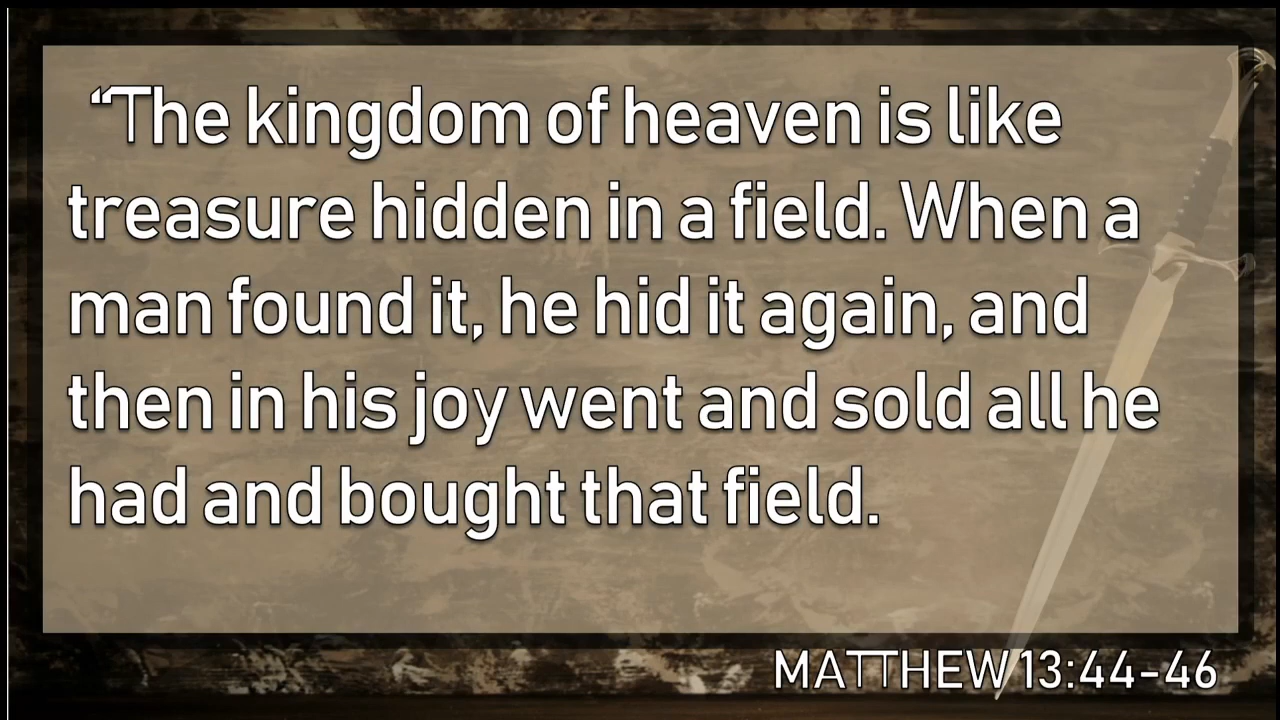 “The kingdom of heaven is like
treasure hidden in a field. When a
man found it, he hid it again, and
then in his joy went and sold all he
had and bought that field.
MATTHEW 13:44-46